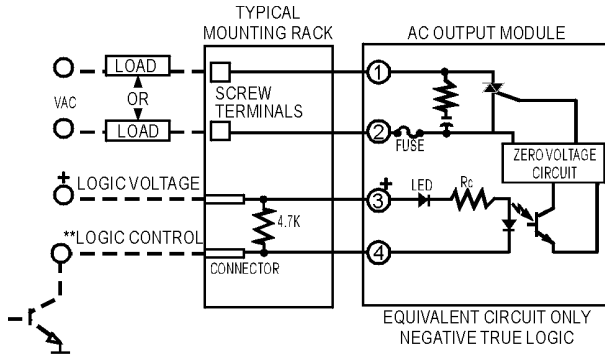 TYPICAL
MOUNTING RACK
AC OUTPUT MODULE
LOAD
OR
VAC
LOAD
SCREW
TERMINALS
1
2
FUSE
ZERO VOLTAGE
CIRCUIT
+
LOGIC VOLTAGE
3
+
LED
Rc
4.7K
**LOGIC CONTROL
4
CONNECTOR
EQUIVALENT CIRCUIT ONLY
NEGATIVE TRUE LOGIC